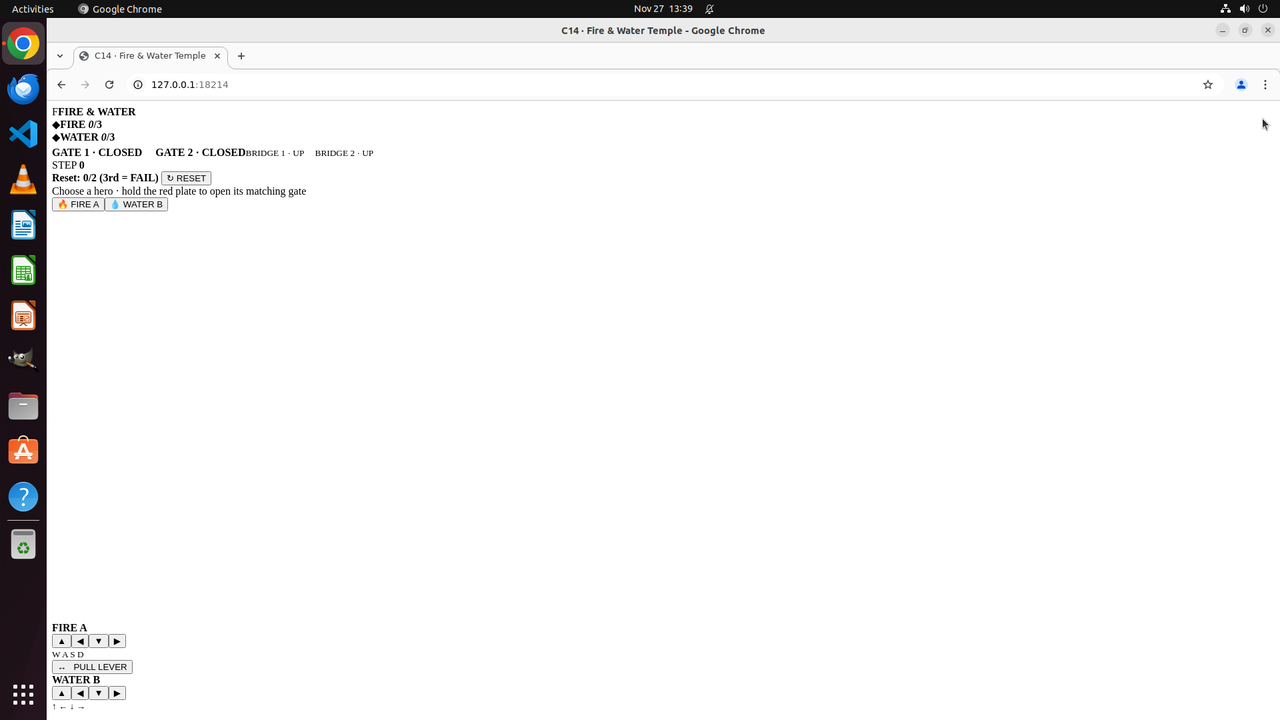 Activities
Google Chrome
Nov 27 13:39
C14 · Fire & Water Temple - Google Chrome
C14 · Fire & Water Temple
127.0.0.1:18214
FFIRE & WATER
◆FIRE 0/3
◆WATER 0/3
GATE 1 · CLOSED GATE 2 · CLOSEDBRIDGE 1 · UP BRIDGE 2 · UP
STEP 0
Reset: 0/2 (3rd = FAIL) ↻ RESET
Choose a hero · hold the red plate to open its matching gate
🔥 FIRE A 💧 WATER B
FIRE A
▲ ◀ ▼ ▶
W A S D
↔ PULL LEVER
WATER B
▲ ◀ ▼ ▶
↑ ← ↓ →